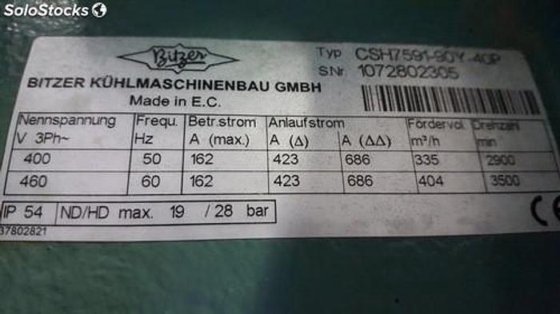 SoloStocks
Bitzer
Typ CSH7591-90Y-40P
SNr. 1072802305
BITZER KÜHLMASCHINENBAU GMBH
Made in E.C.
Nennspannung Frequ. Betr.strom Anlaufstrom Fördervol. Drehzahl
V 3Ph~ Hz A (max.) A (Δ) A (ΔΔ) m³/h min
400 50 162 423 686 335 2900
460 60 162 423 686 404 3500
IP 54 ND/HD max. 19 / 28 bar
37802821
CE